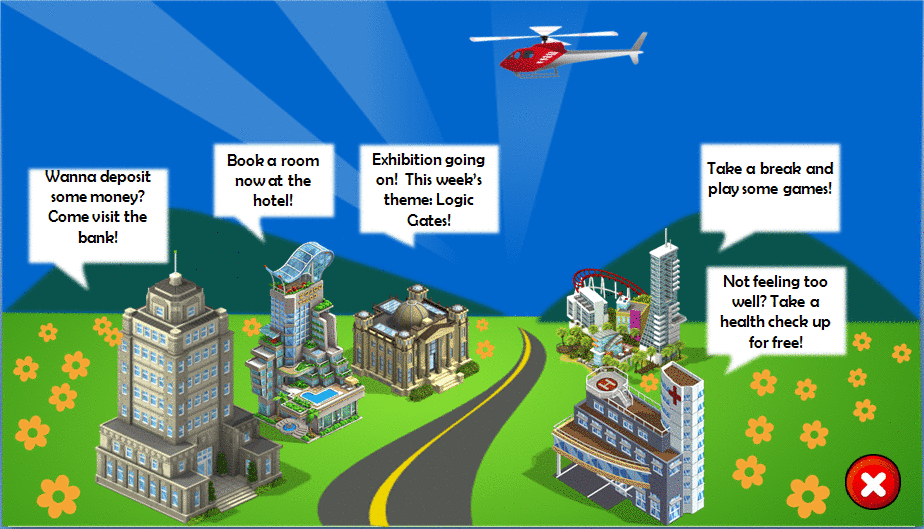 Wanna deposit
some money?
Come visit the
bank!
Book a room
now at the
hotel!
Exhibition going
on! This week's
theme: Logic
Gates!
Take a break and
play some games!
Not feeling too
well? Take a
health check up
for free!
H